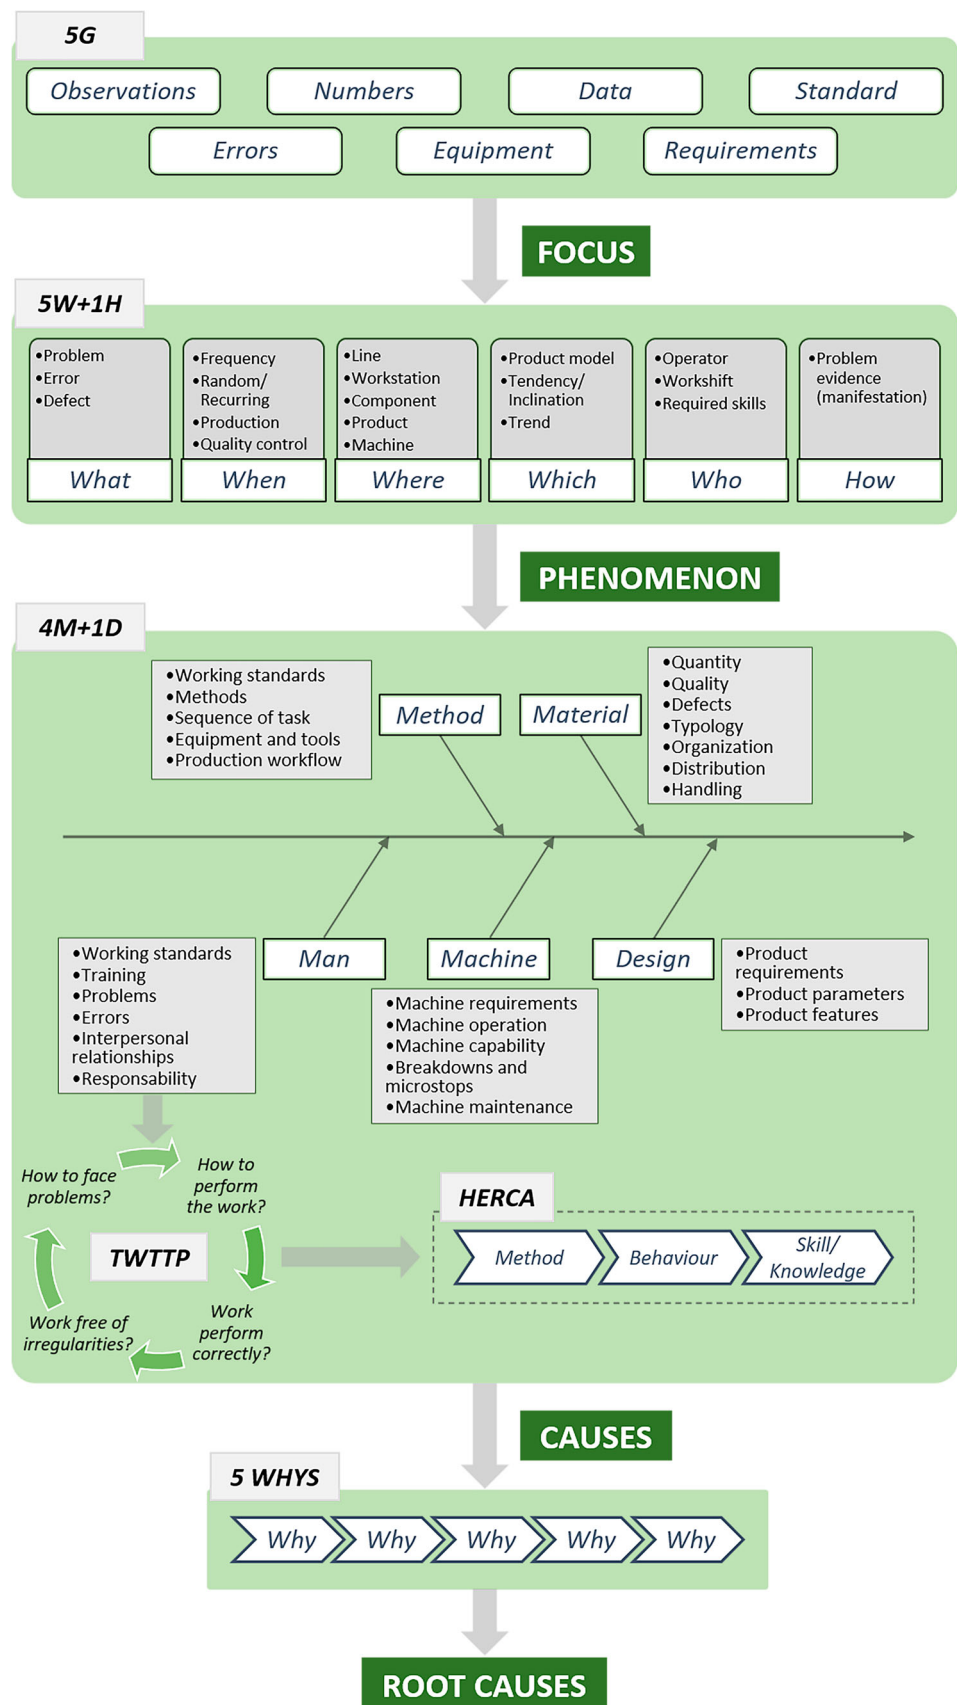 5G
Observations
Numbers
Data
Standard
Errors
Equipment
Requirements
FOCUS
5W+1H
•Problem
•Error
•Defect
What
•Frequency
•Random/
Recurring
•Production
•Quality control
When
•Line
•Workstation
•Component
•Product
•Machine
Where
•Product model
•Tendency/
Inclination
•Trend
Which
•Operator
•Workshift
•Required skills
Who
•Problem
evidence
(manifestation)
How
PHENOMENON
4M+1D
•Working standards
•Methods
•Sequence of task
•Equipment and tools
•Production workflow
Method
Material
•Quantity
•Quality
•Defects
•Typology
•Organization
•Distribution
•Handling
•Working standards
•Training
•Problems
•Errors
•Interpersonal
relationships
•Responsability
Man
Machine
•Machine requirements
•Machine operation
•Machine capability
•Breakdowns and
microstops
•Machine maintenance
Design
•Product
requirements
•Product parameters
•Product features
How to face
problems?
How to
perform
the work?
TWTTP
Work free of
irregularities?
Work
perform
correctly?
HERCA
Method
Behaviour
Skill/
Knowledge
CAUSES
5 WHYS
Why
Why
Why
Why
Why
ROOT CAUSES